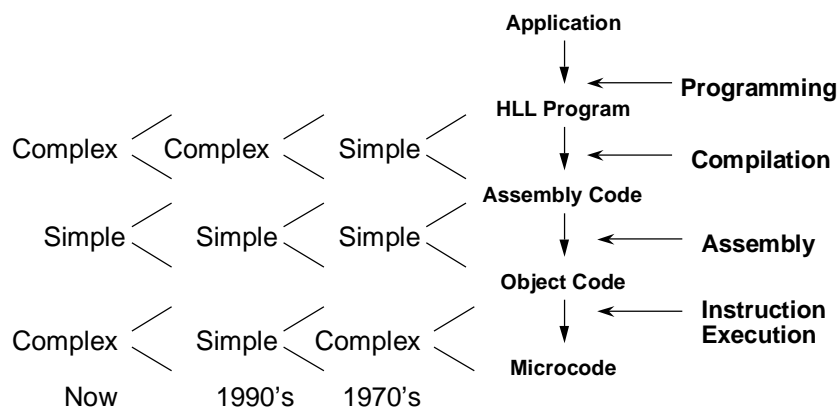 Application
Programming
HLL Program
Complex Complex Simple Compilation
Assembly Code
Simple Simple Simple Assembly
Object Code
Complex Simple Complex Instruction
Execution
Microcode
Now 1990's 1970's